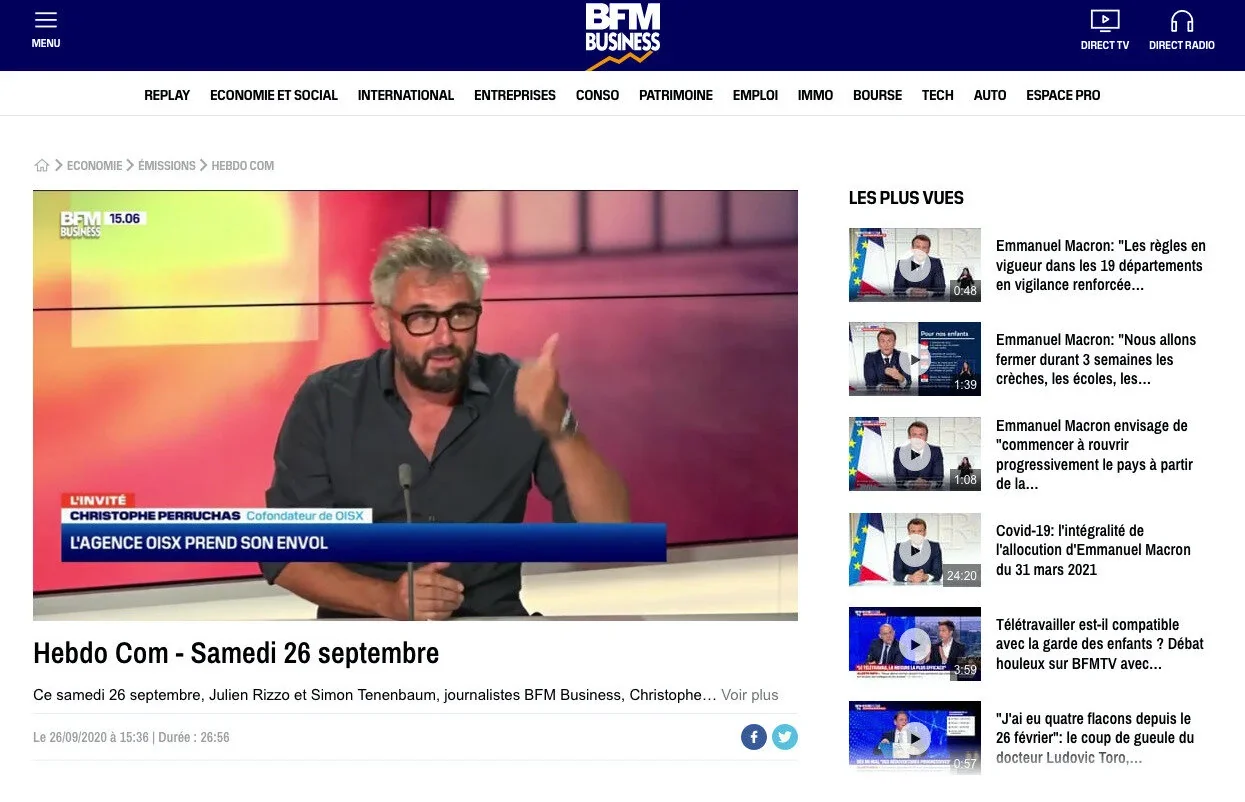 MENU
BFM
BUSINESS
DIRECT TV
DIRECT RADIO
REPLAY ECONOMIE ET SOCIAL INTERNATIONAL ENTREPRISES CONSO PATRIMOINE EMPLOI IMMO BOURSE TECH AUTO ESPACE PRO
ECONOMIE ÉMISSIONS HEBDO COM
BFM 15.06
BUSINESS
L'INVITÉ
CHRISTOPHE PERRUCHAS Cofondateur de OISX
L'AGENCE OISX PREND SON ENVOL
Hebdo Com - Samedi 26 septembre
Ce samedi 26 septembre, Julien Rizzo et Simon Tenenbaum, journalistes BFM Business, Christophe… Voir plus
Le 26/09/2020 à 15:36 | Durée : 26:56
LES PLUS VUES
0:48
Emmanuel Macron: "Les règles en
vigueur dans les 19 départements
en vigilance renforcée...
Pour nos enfants
1:39
Emmanuel Macron: "Nous allons
fermer durant 3 semaines les
crèches, les écoles, les...
1:08
Emmanuel Macron envisage de
"commencer à rouvrir
progressivement le pays à partir
de la...
24:20
Covid-19: l'intégralité de
l'allocution d'Emmanuel Macron
du 31 mars 2021
3:59
Télétravailler est-il compatible
avec la garde des enfants ? Débat
houleux sur BFMTV avec...
0:57
"J'ai eu quatre flacons depuis le
26 février": le coup de gueule du
docteur Ludovic Toro,...